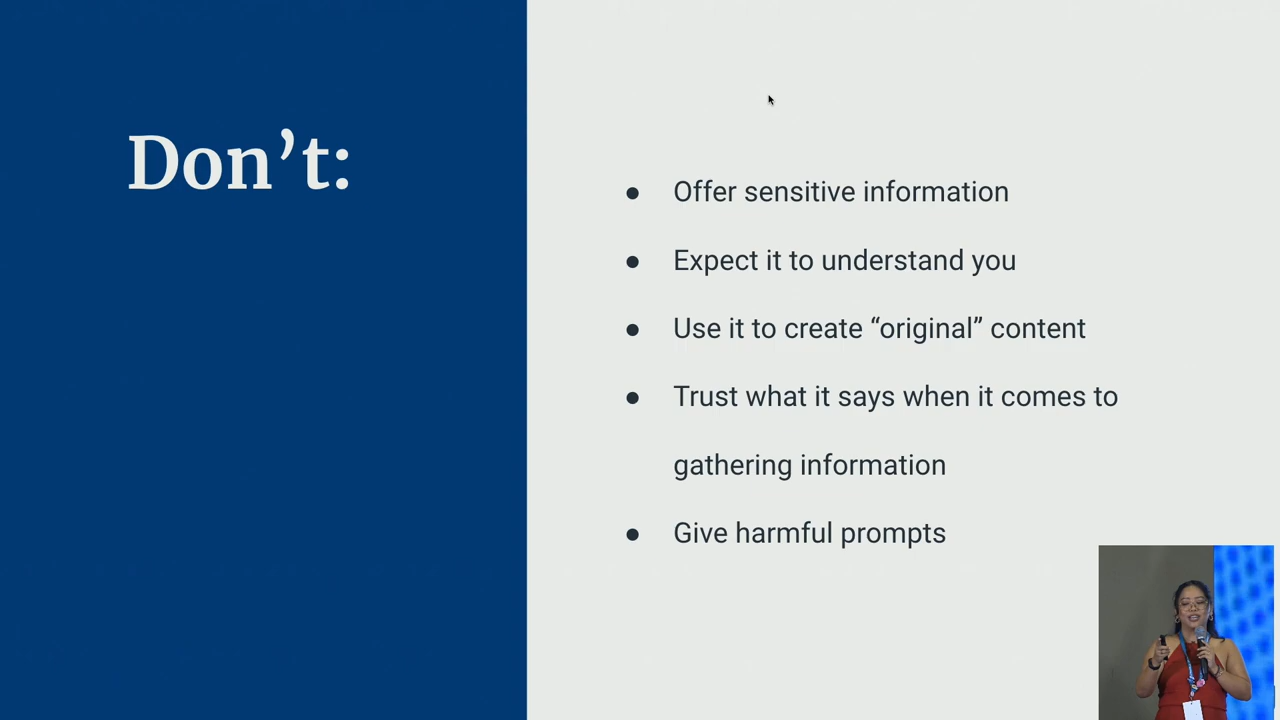 Don’t:
● Offer sensitive information
● Expect it to understand you
● Use it to create “original” content
● Trust what it says when it comes to
gathering information
● Give harmful prompts